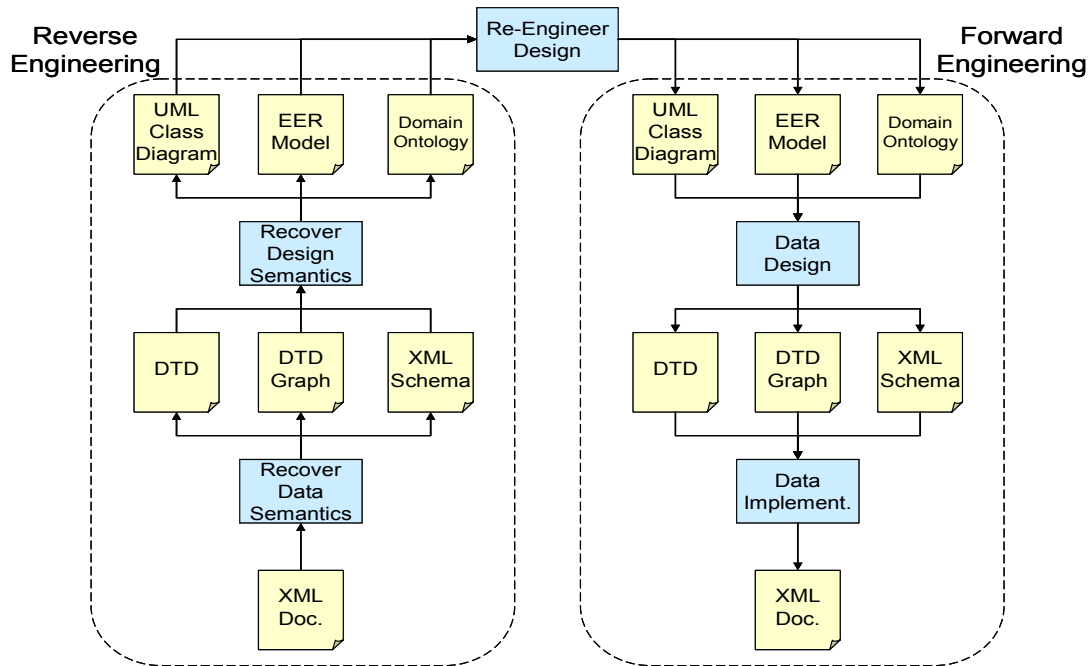 Reverse
Engineering
Re-Engineer
Design
Forward
Engineering
UML
Class
Diagram
EER
Model
Domain
Ontology
UML
Class
Diagram
EER
Model
Domain
Ontology
Recover
Design
Semantics
Data
Design
DTD
DTD
Graph
XML
Schema
DTD
DTD
Graph
XML
Schema
Recover
Data
Semantics
Data
Implement.
XML
Doc.
XML
Doc.